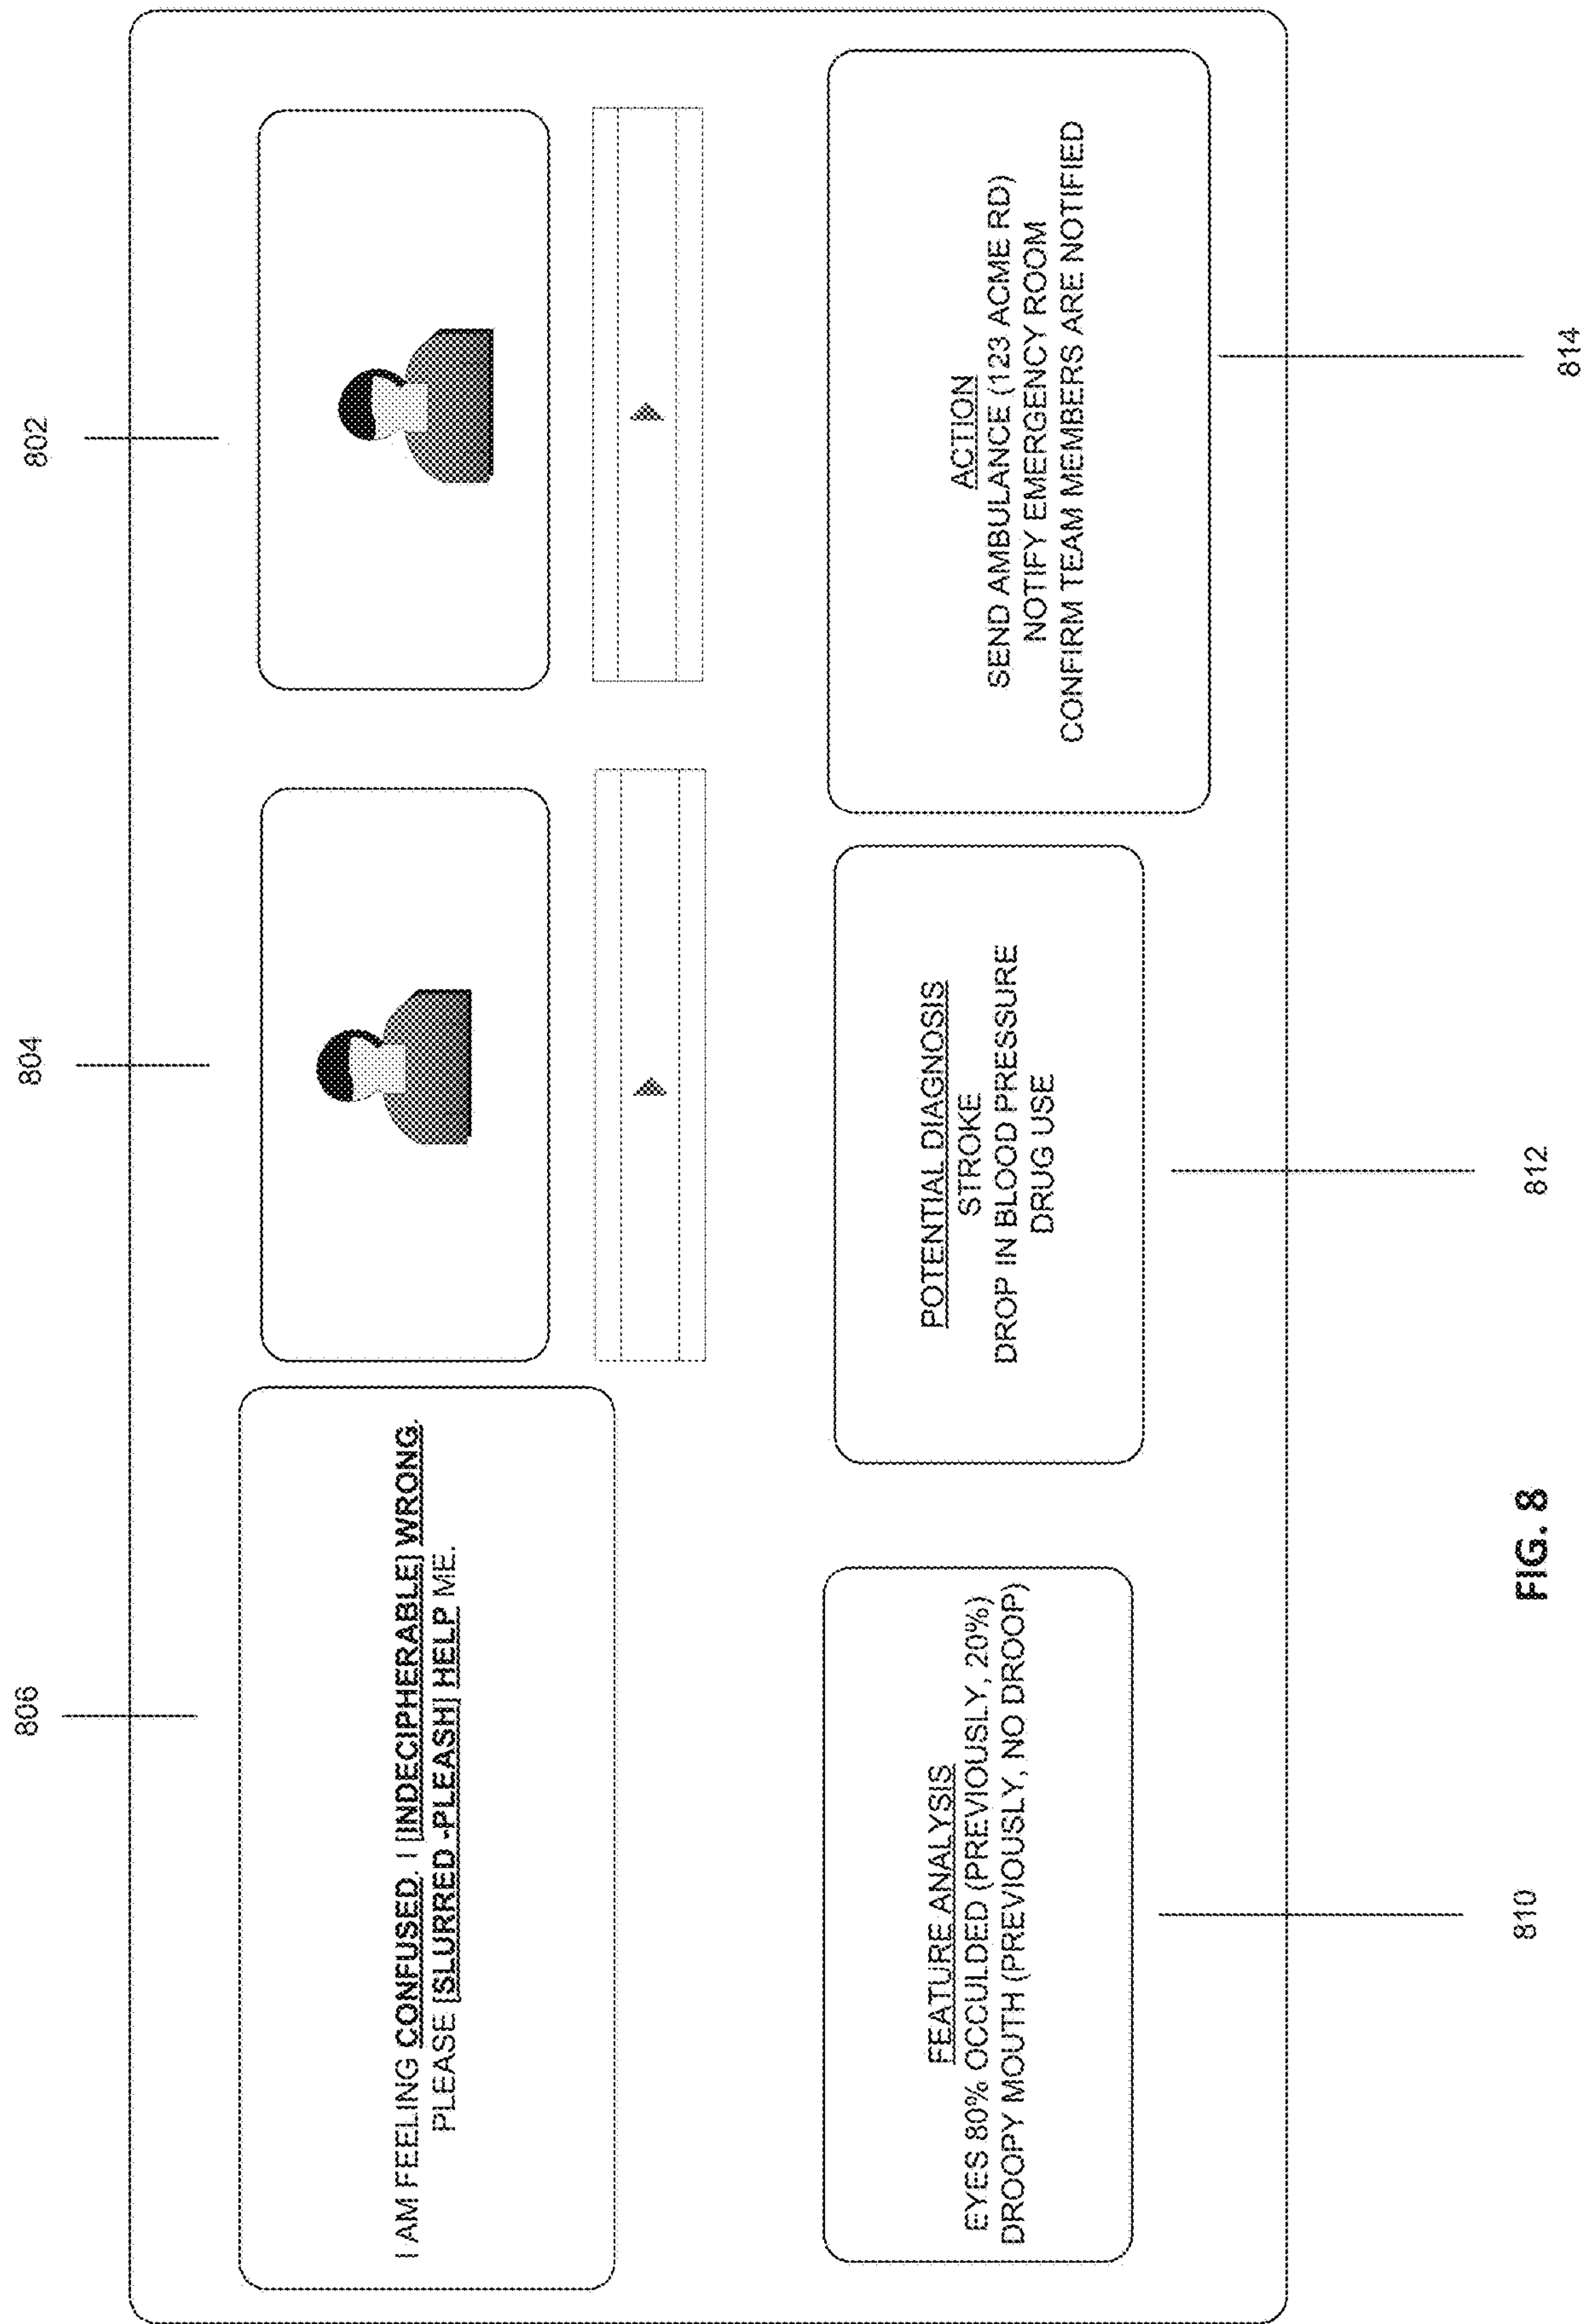 806
804
802
I AM FEELING CONFUSED. I [INDECIPHERABLE] WRONG.
PLEASE [SLURRED -PLEASH] HELP ME.
FEATURE ANALYSIS
EYES 80% OCCULDED (PREVIOUSLY, 20%)
DROOPY MOUTH (PREVIOUSLY, NO DROOP)
POTENTIAL DIAGNOSIS
STROKE
DROP IN BLOOD PRESSURE
DRUG USE
ACTION
SEND AMBULANCE (123 ACME RD)
NOTIFY EMERGENCY ROOM
CONFIRM TEAM MEMBERS ARE NOTIFIED
810
812
814
FIG. 8